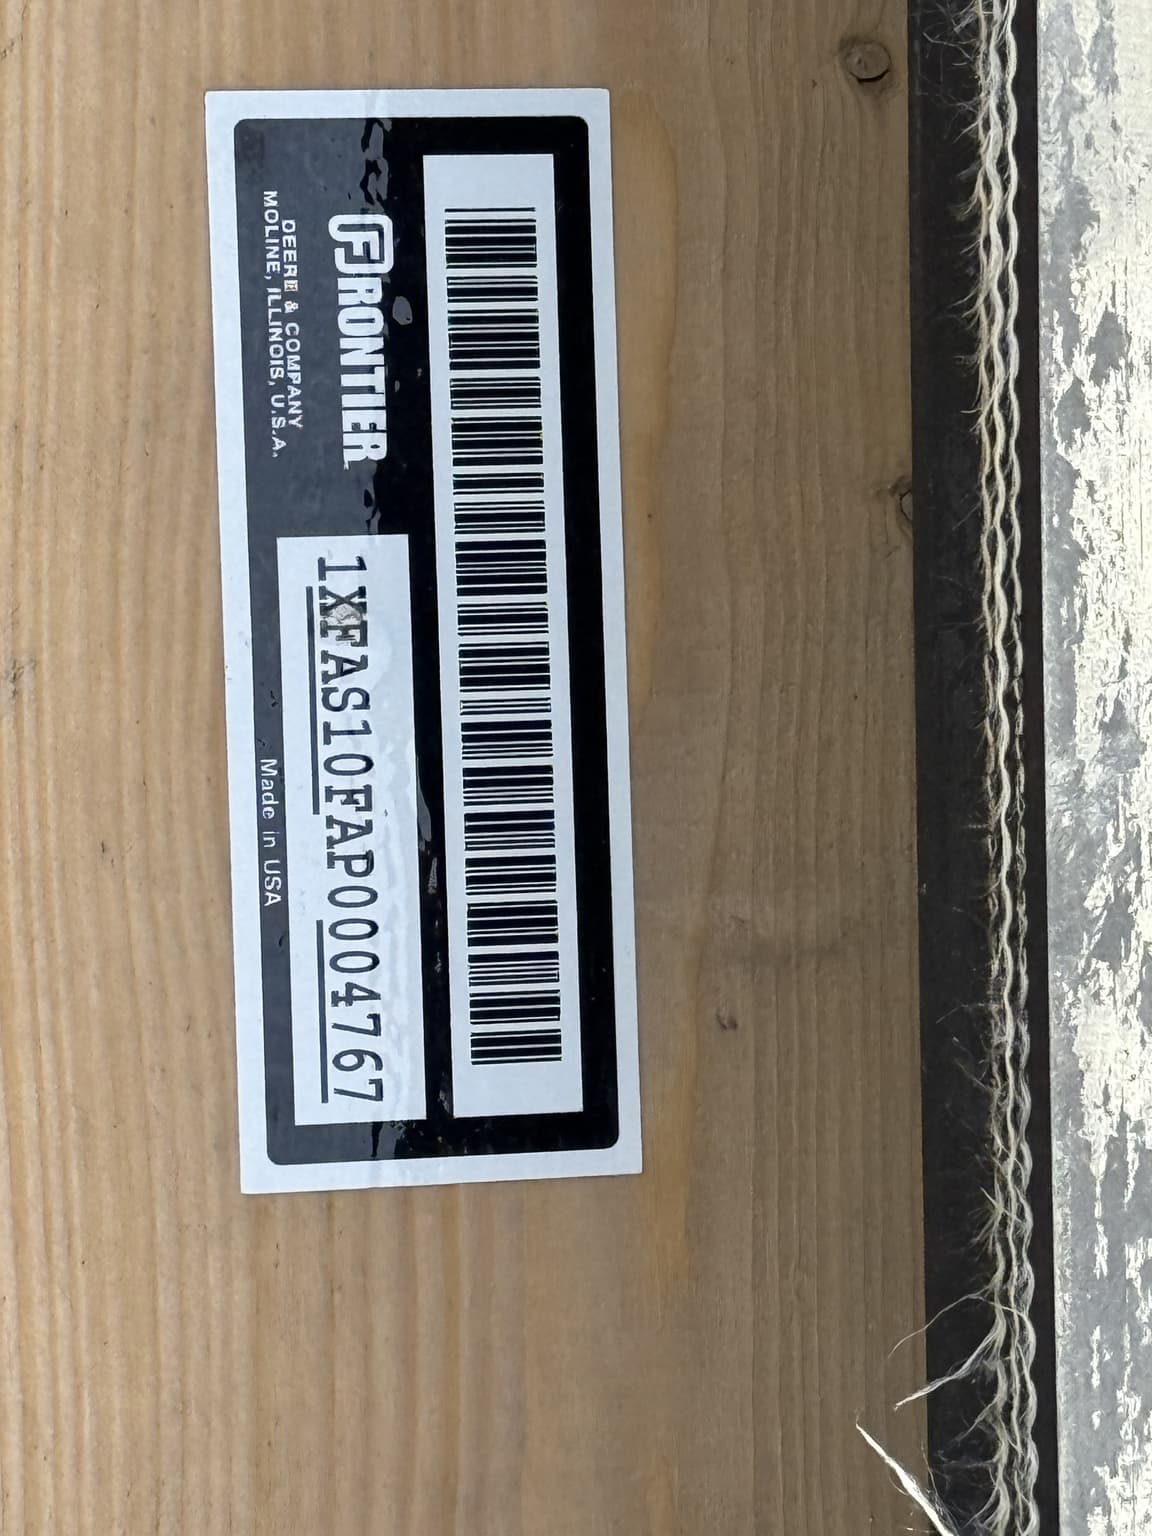 FRONTIER
DEERE & COMPANY
MOLINE, ILLINOIS, U.S.A.
1XFAS10FAP0004767
Made in USA